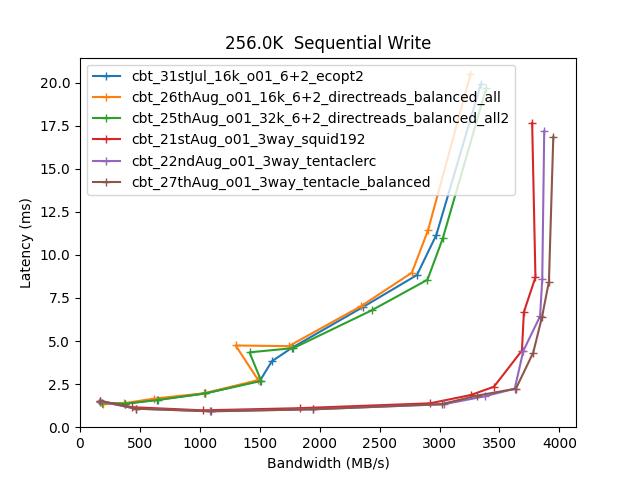 256.0K  Sequential Write
cbt_31stJul_16k_o01_6+2_ecopt2
cbt_26thAug_o01_16k_6+2_directreads_balanced_all
cbt_25thAug_o01_32k_6+2_directreads_balanced_all2
cbt_21stAug_o01_3way_squid192
cbt_22ndAug_o01_3way_tentaclerc
cbt_27thAug_o01_3way_tentacle_balanced
Latency (ms)
20.0
17.5
15.0
12.5
10.0
7.5
5.0
2.5
0.0
0 500 1000 1500 2000 2500 3000 3500 4000
Bandwidth (MB/s)